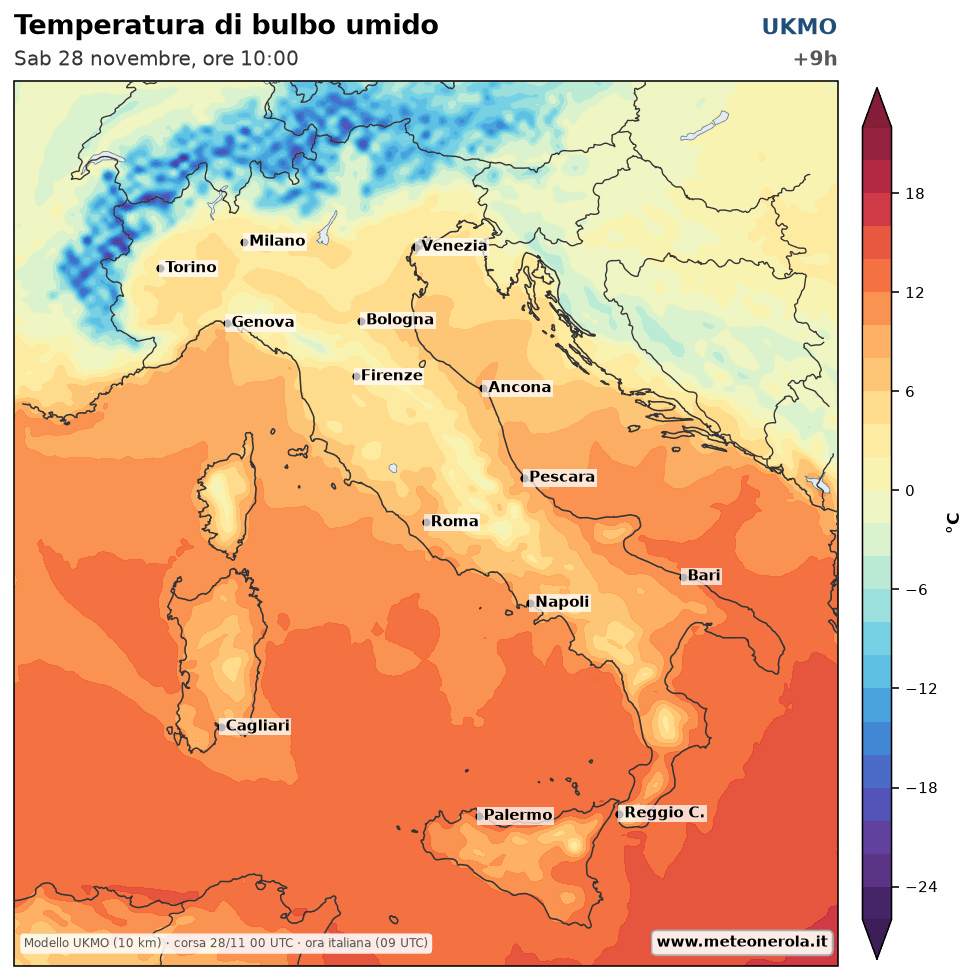 Temperatura di bulbo umido
UKMO
Sab 28 novembre, ore 10:00
+9h
Milano
Venezia
Torino
Genova
Bologna
Firenze
Ancona
Pescara
Roma
Bari
Napoli
Cagliari
Palermo
Reggio C.
18
12
6
0
−6
−12
−18
−24
°C
Modello UKMO (10 km) · corsa 28/11 00 UTC · ora italiana (09 UTC)
www.meteonerola.it